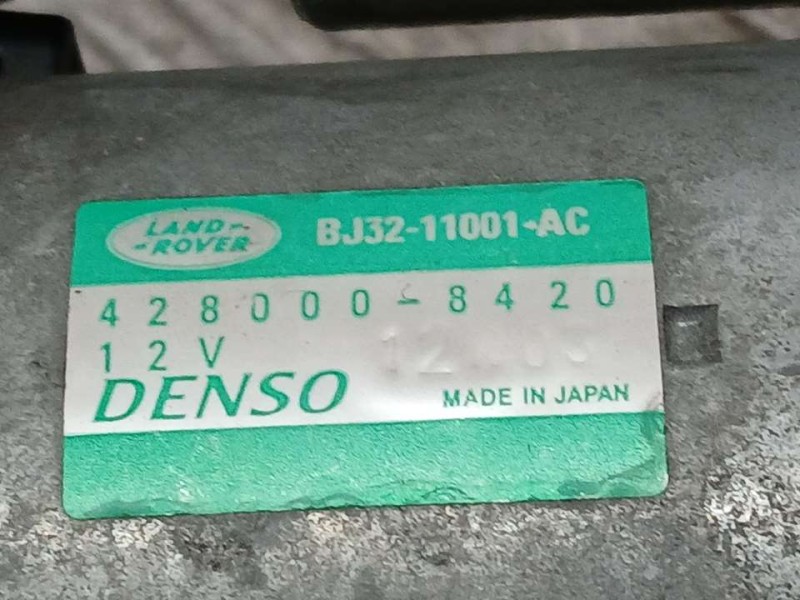 LAND-
-ROVER
BJ32-11001-AC
428000-8420
12V
DENSO
MADE IN JAPAN